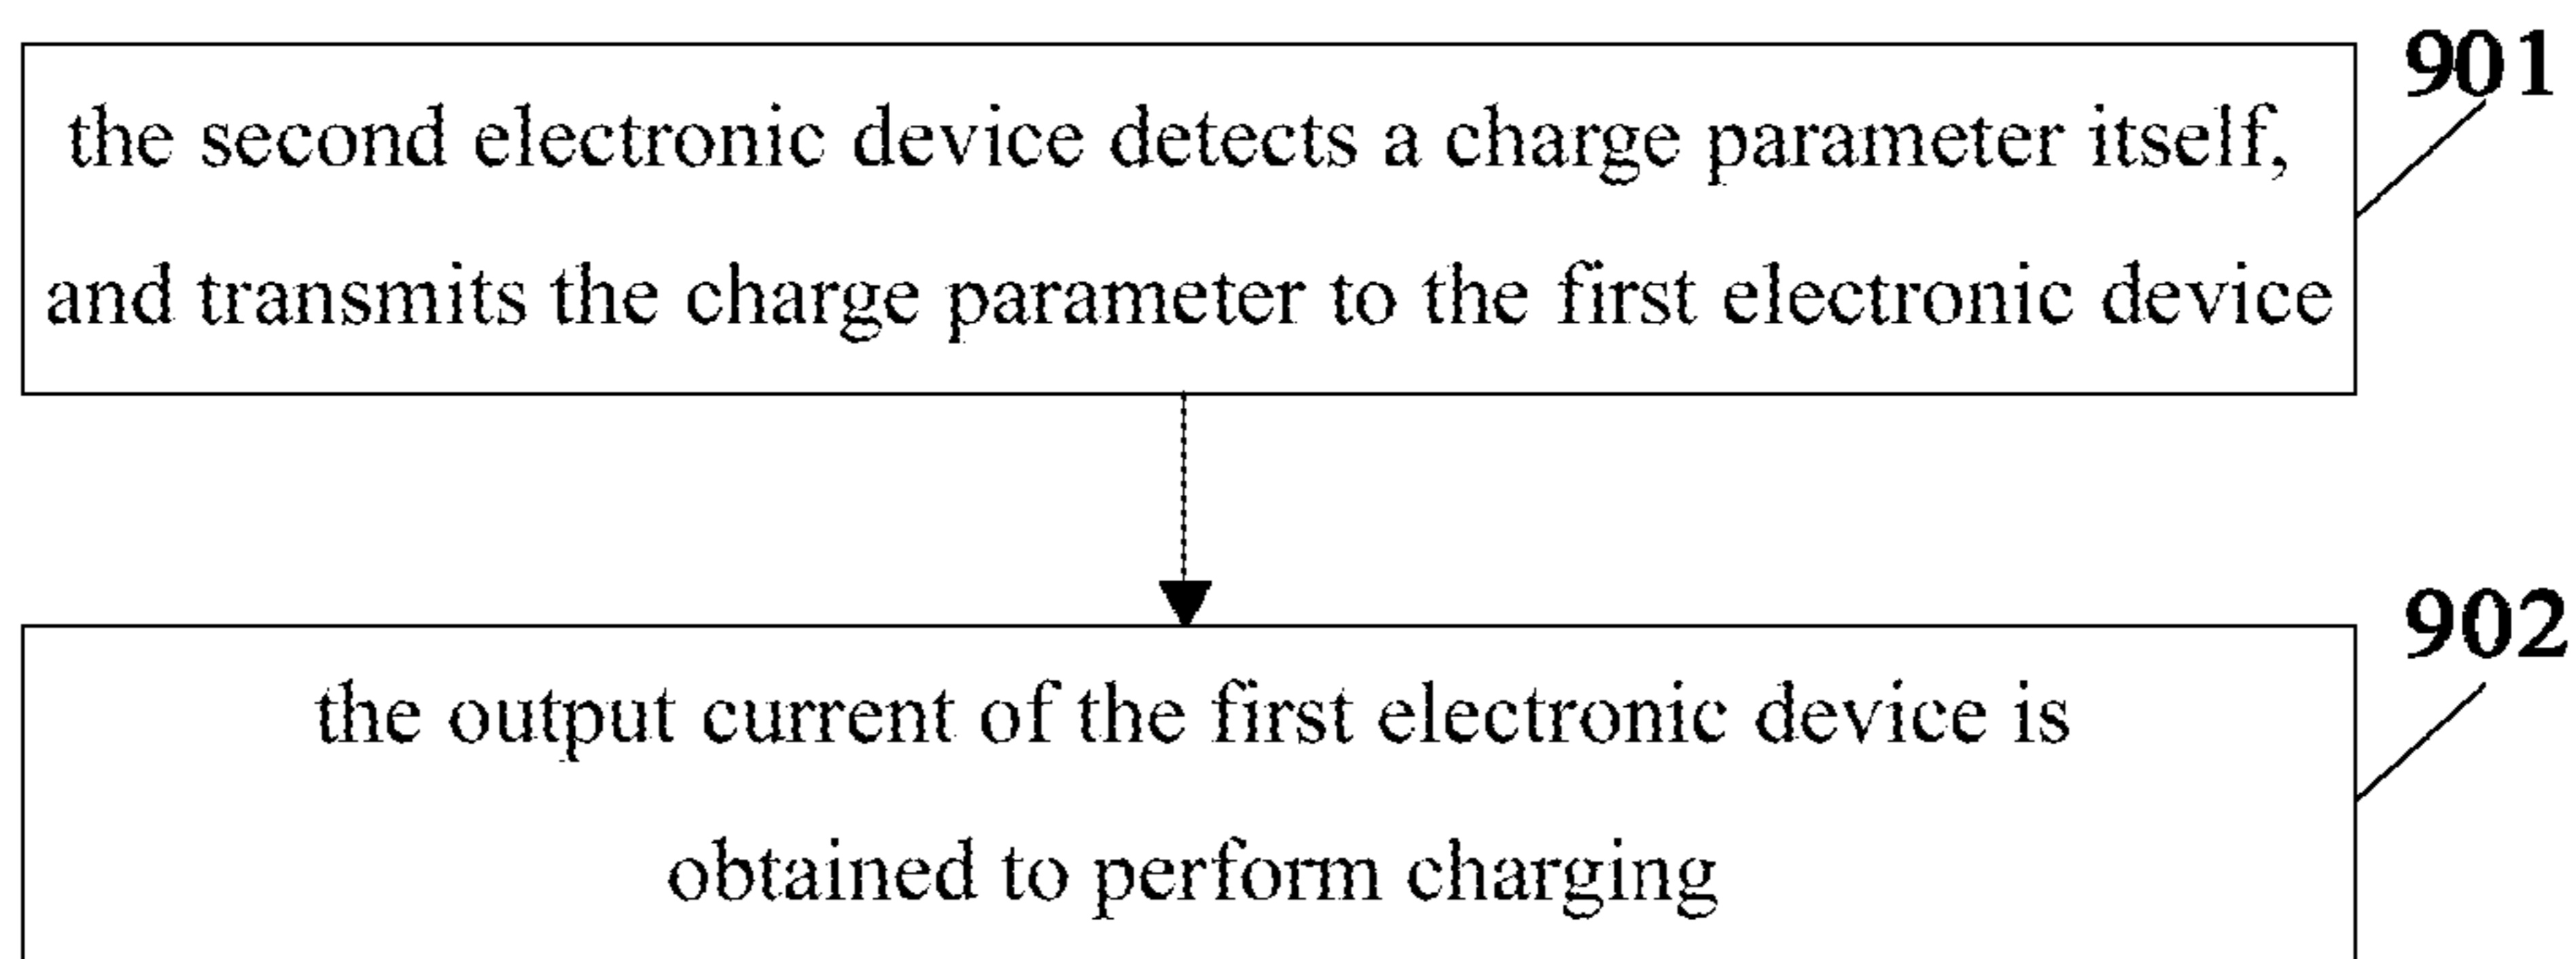 901
the second electronic device detects a charge parameter itself,
and transmits the charge parameter to the first electronic device
902
the output current of the first electronic device is
obtained to perform charging